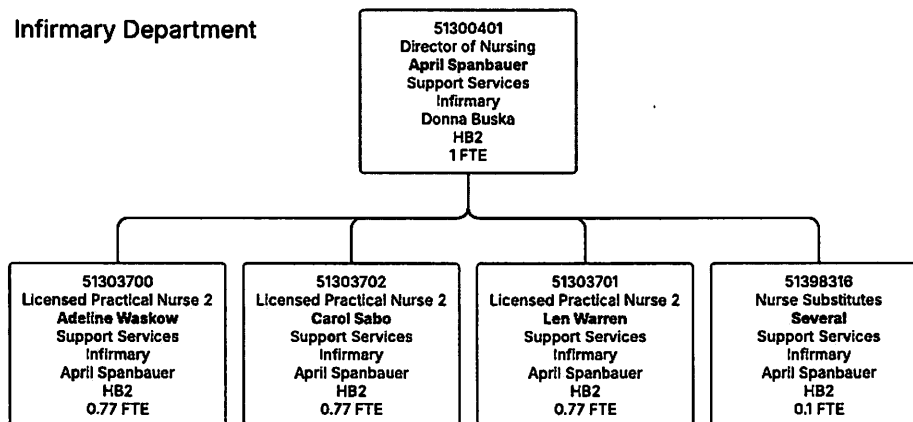 Infirmary Department
51300401
Director of Nursing
April Spanbauer
Support Services
Infirmary
Donna Buska
HB2
1 FTE
51303700
Licensed Practical Nurse 2
Adeline Waskow
Support Services
Infirmary
April Spanbauer
HB2
0.77 FTE
51303702
Licensed Practical Nurse 2
Carol Sabo
Support Services
Infirmary
April Spanbauer
HB2
0.77 FTE
51303701
Licensed Practical Nurse 2
Len Warren
Support Services
Infirmary
April Spanbauer
HB2
0.77 FTE
51398316
Nurse Substitutes
Several
Support Services
Infirmary
April Spanbauer
HB2
0.1 FTE